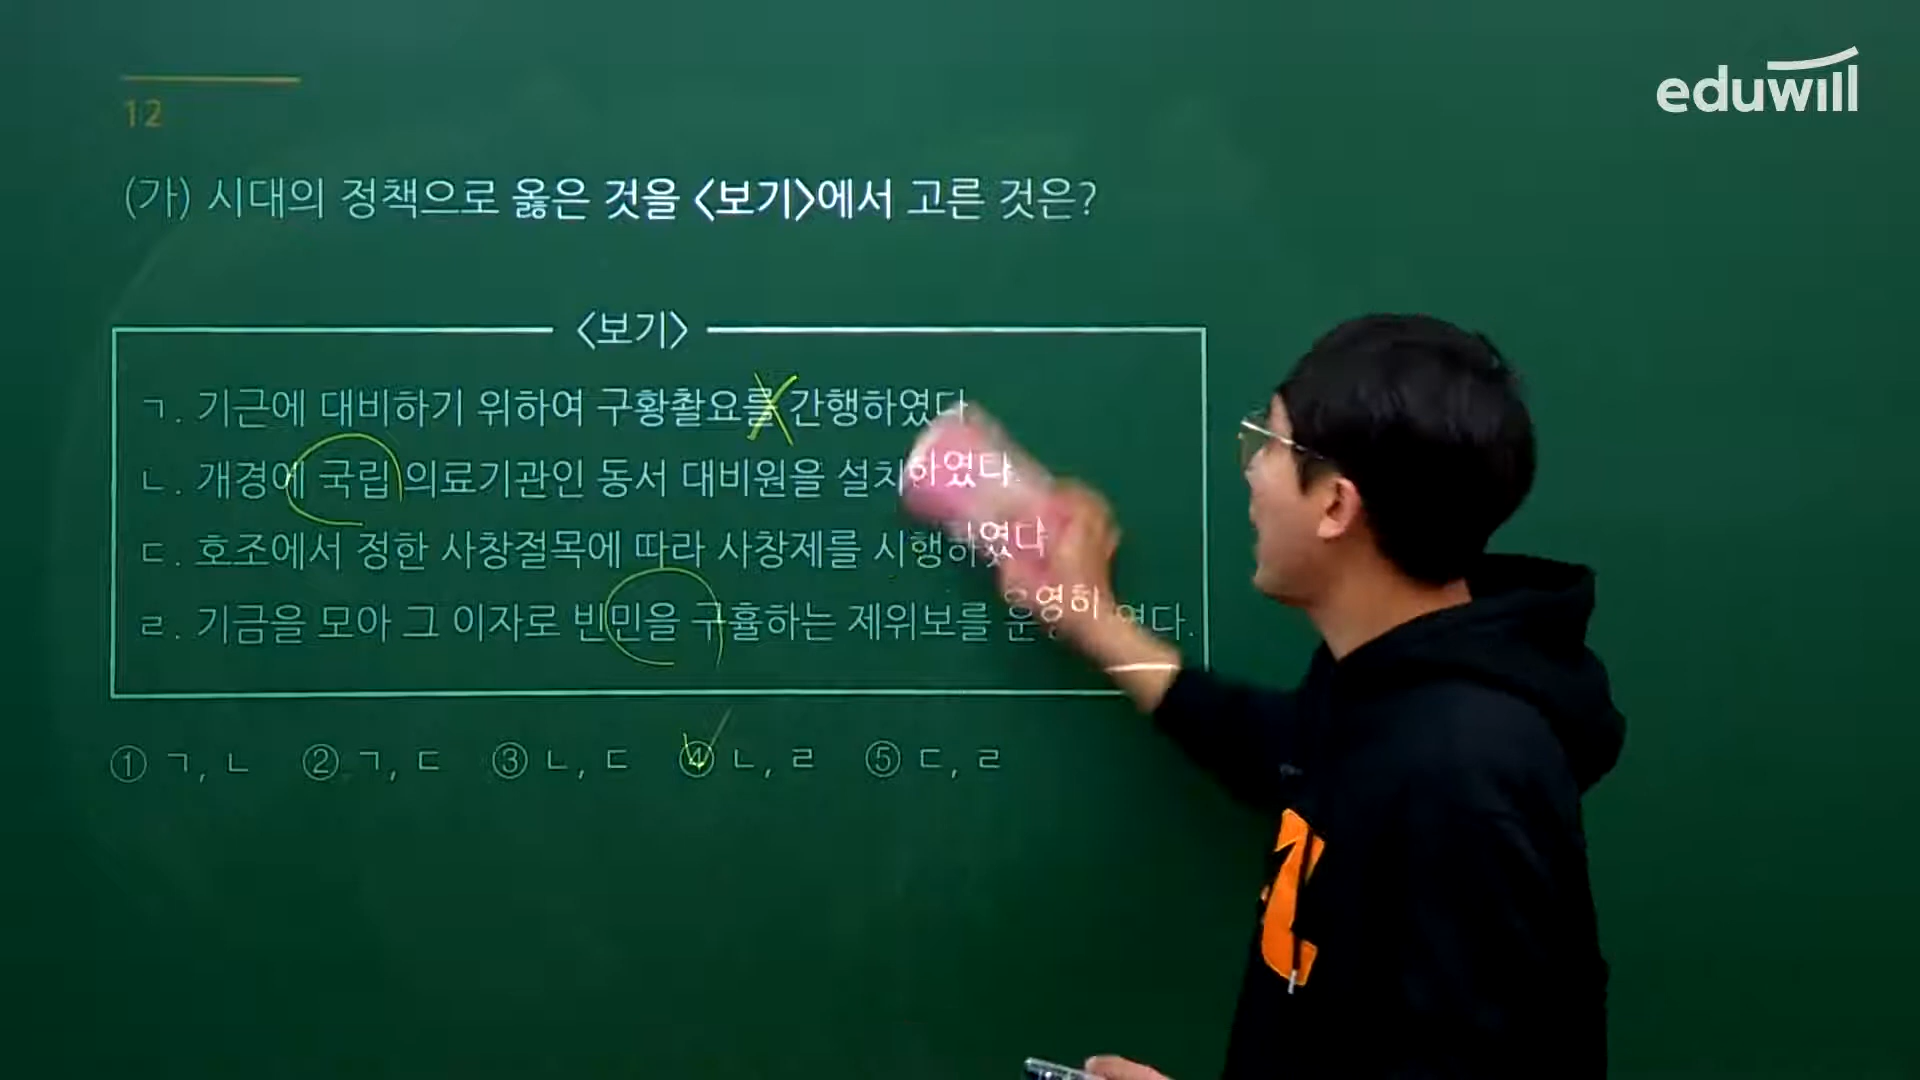 eduwill
12
(가) 시대의 정책으로 옳은 것을 <보기>에서 고른 것은?
<보기>
ㄱ. 기근에 대비하기 위하여 구황촬요를 간행하였다.
ㄴ. 개경에 국립 의료기관인 동서 대비원을 설치하였다.
ㄷ. 호조에서 정한 사창절목에 따라 사창제를 시행하였다
ㄹ. 기금을 모아 그 이자로 빈민을 구휼하는 제위보를 운영하였다.
① ㄱ, ㄴ ② ㄱ, ㄷ ③ ㄴ, ㄷ ④ ㄴ, ㄹ ⑤ ㄷ, ㄹ